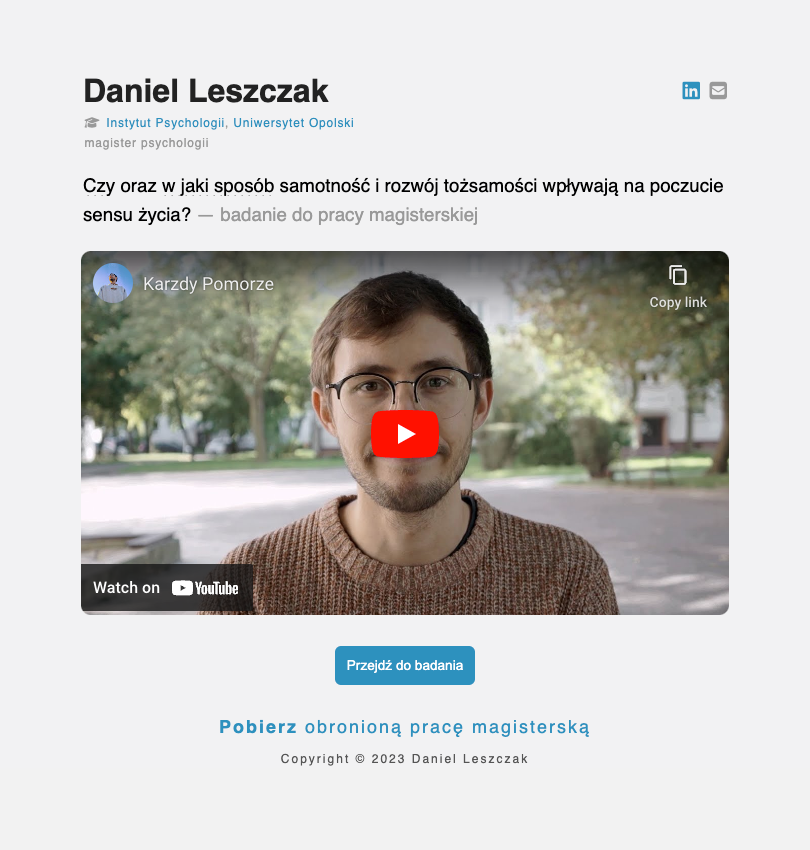 Daniel Leszczak
Instytut Psychologii, Uniwersytet Opolski
magister psychologii
Czy oraz w jaki sposób samotność i rozwój tożsamości wpływają na poczucie
sensu życia? — badanie do pracy magisterskiej
Karzdy Pomorze
Copy link
Watch on YouTube
Przejdź do badania
Pobierz obronioną pracę magisterską
Copyright © 2023 Daniel Leszczak